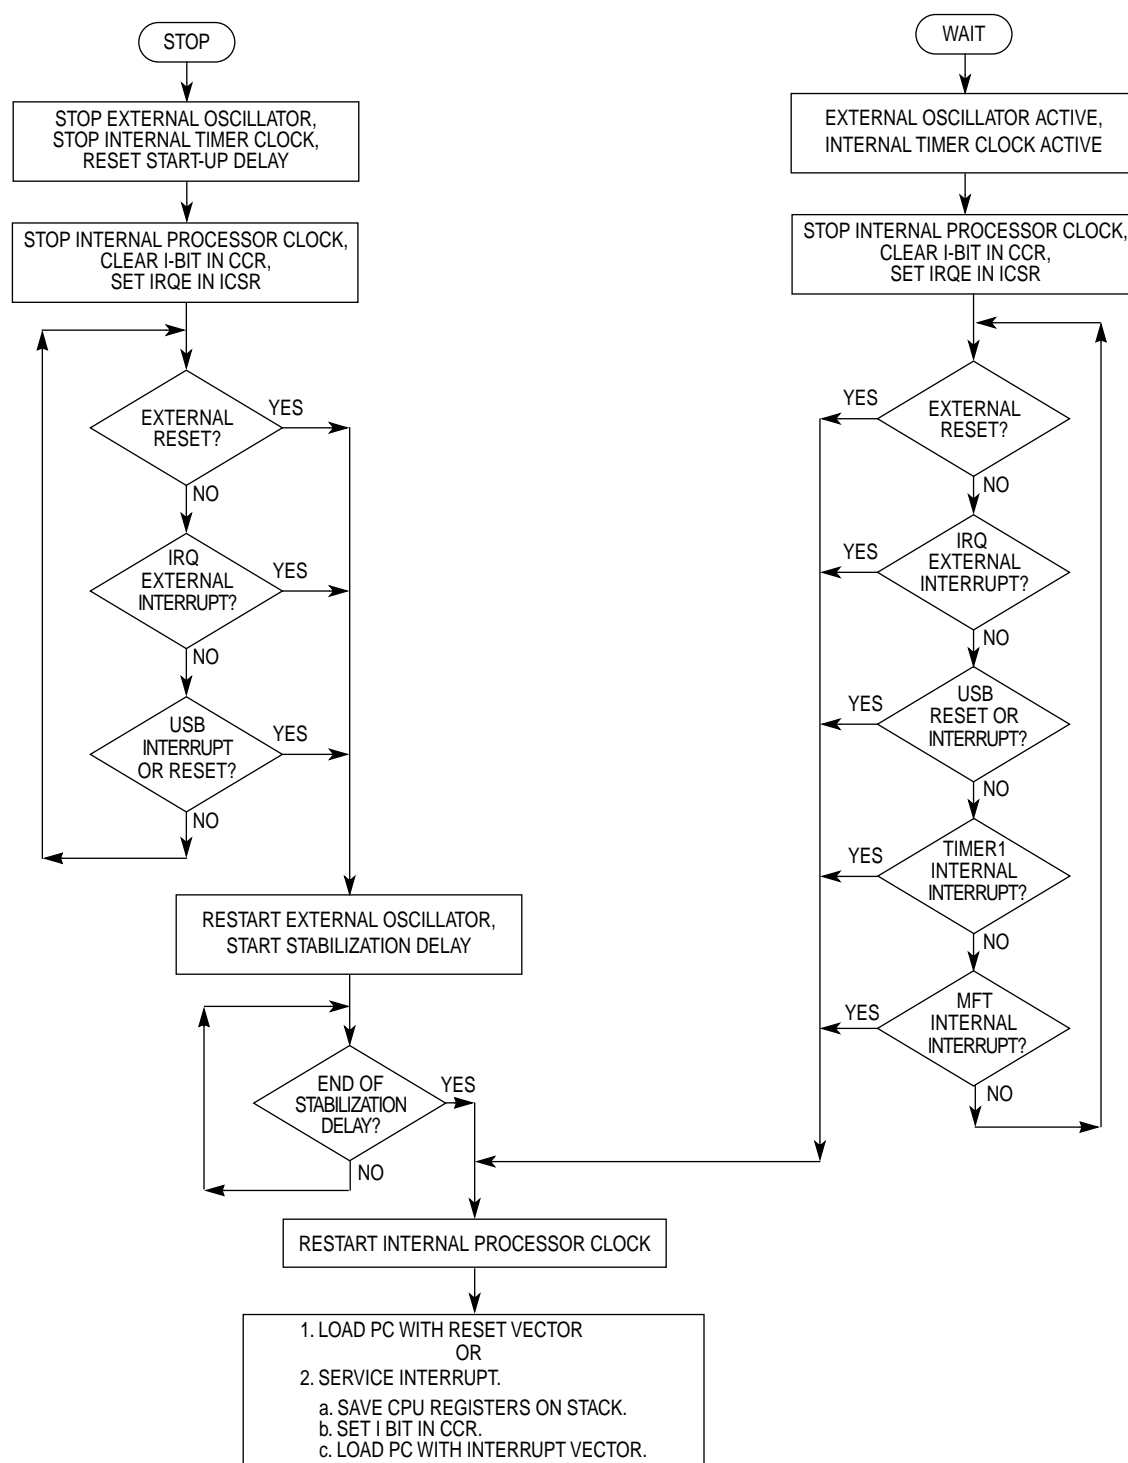 STOP
STOP EXTERNAL OSCILLATOR,
STOP INTERNAL TIMER CLOCK,
RESET START-UP DELAY
STOP INTERNAL PROCESSOR CLOCK,
CLEAR I-BIT IN CCR,
SET IRQE IN ICSR
EXTERNAL
RESET?
YES
NO
IRQ
EXTERNAL
INTERRUPT?
YES
NO
USB
INTERRUPT
OR RESET?
YES
NO
RESTART EXTERNAL OSCILLATOR,
START STABILIZATION DELAY
END OF
STABILIZATION
DELAY?
YES
NO
WAIT
EXTERNAL OSCILLATOR ACTIVE,
INTERNAL TIMER CLOCK ACTIVE
STOP INTERNAL PROCESSOR CLOCK,
CLEAR I-BIT IN CCR,
SET IRQE IN ICSR
YES
EXTERNAL
RESET?
NO
YES
IRQ
EXTERNAL
INTERRUPT?
NO
YES
USB
RESET OR
INTERRUPT?
NO
YES
TIMER1
INTERNAL
INTERRUPT?
NO
YES
MFT
INTERNAL
INTERRUPT?
NO
RESTART INTERNAL PROCESSOR CLOCK
1. LOAD PC WITH RESET VECTOR
OR
2. SERVICE INTERRUPT.
a. SAVE CPU REGISTERS ON STACK.
b. SET I BIT IN CCR.
c. LOAD PC WITH INTERRUPT VECTOR.